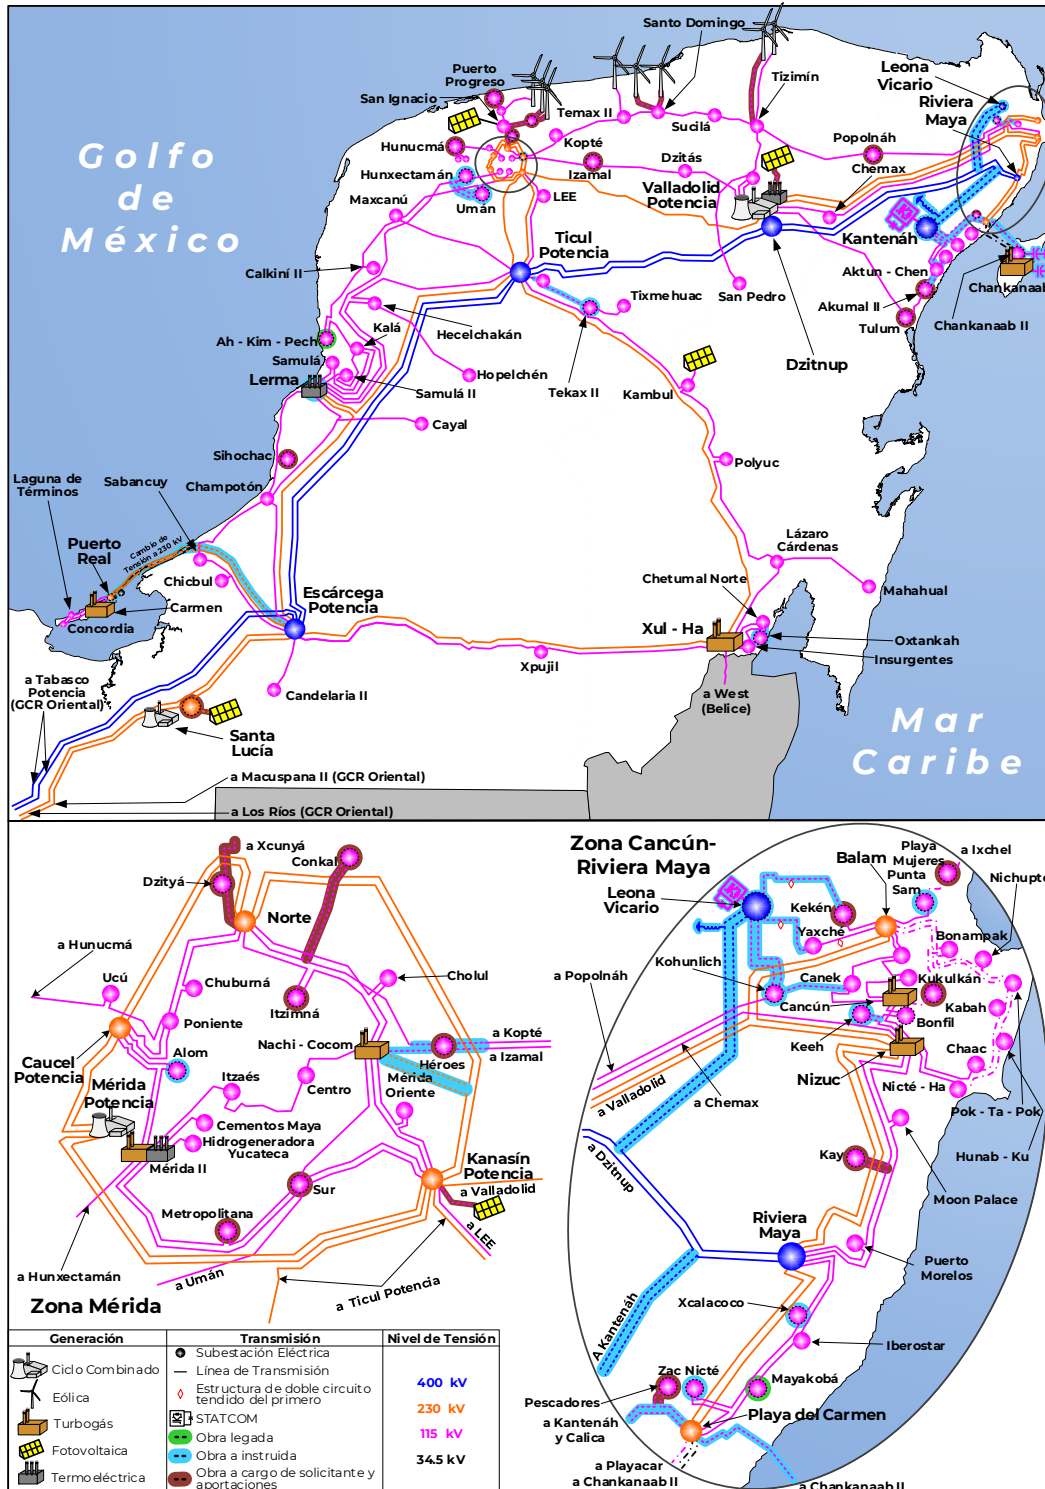 Golfo
de
México
Mar
Caribe
Santo Domingo
Puerto
Progreso
San Ignacio
Temax II
Tizimín
Leona
Vicario
Riviera
Maya
Sucilá
Kopté
Hunucmá
Izamal
Dzitás
Popolnáh
Hunxectamán
Chemax
Valladolid
Potencia
Umán
LEE
Maxcanú
Ticul
Potencia
Kantenáh
Calkiní II
Tixmehuac
San Pedro
Aktun - Chen
Chankanaab
Akumal II
Tulum
Chankanaab II
Hecelchakán
Kalá
Ah - Kim - Pech
Samulá
Lerma
Hopelchén
Samulá II
Tekax II
Kambul
Dzitnup
Cayal
Sihochac
Polyuc
Laguna de
Términos
Sabancuy
Champotón
Cambio de
Tensión a 230 kV
Puerto
Real
Lázaro
Cárdenas
Chicbul
Chetumal Norte
Mahahual
Carmen
Concordia
Escárcega
Potencia
Xul - Ha
Oxtankah
Insurgentes
Xpujil
a Tabasco
Potencia
(GCR Oriental)
Candelaria II
a West
(Belice)
Santa
Lucía
a Macuspana II (GCR Oriental)
a Los Ríos (GCR Oriental)
a Xcunyá
Conkal
Dzityá
Norte
a Hunucmá
Ucú
Chuburná
Cholul
Itzimná
Poniente
Caucel
Potencia
Alom
Nachi - Cocom
a Kopté
a Izamal
Héroes
Mérida
Oriente
Mérida
Potencia
Itzaés
Centro
Cementos Maya
Hidrogeneradora
Yucateca
Mérida II
Kanasín
Potencia
a Valladolid
Sur
Metropolitana
a LEE
a Hunxectamán
a Umán
a Ticul Potencia
Zona Mérida
Zona Cancún-
Riviera Maya
Balam
Playa
Mujeres
Punta
Sam
a Ixchel
Nichupte
Leona
Vicario
Kekén
Yaxché
Bonampak
Kohunlich
a Popolnáh
Canek
Kukulkán
Cancún
Kabah
Bonfil
Keeh
Chaac
Nizuc
Nicté - Ha
a Valladolid
a Chemax
Pok - Ta - Pok
a Dzitnup
Kay
Hunab - Ku
Moon Palace
Riviera
Maya
Puerto
Morelos
Xcalacoco
A Kantenáh
Iberostar
Zac Nicté
Mayakobá
Pescadores
a Kantenáh
y Calica
Playa del Carmen
a Playacar
a Chankanaab II
a Chankanaab II
Generación
Transmisión
Nivel de Tensión
Ciclo Combinado
Eólica
Turbogás
Fotovoltaica
Termoeléctrica
Subestación Eléctrica
Línea de Transmisión
Estructura de doble circuito
tendido del primero
STATCOM
Obra legada
Obra a instruida
Obra a cargo de solicitante y
aportaciones
400 kV
230 kV
115 kV
34.5 kV